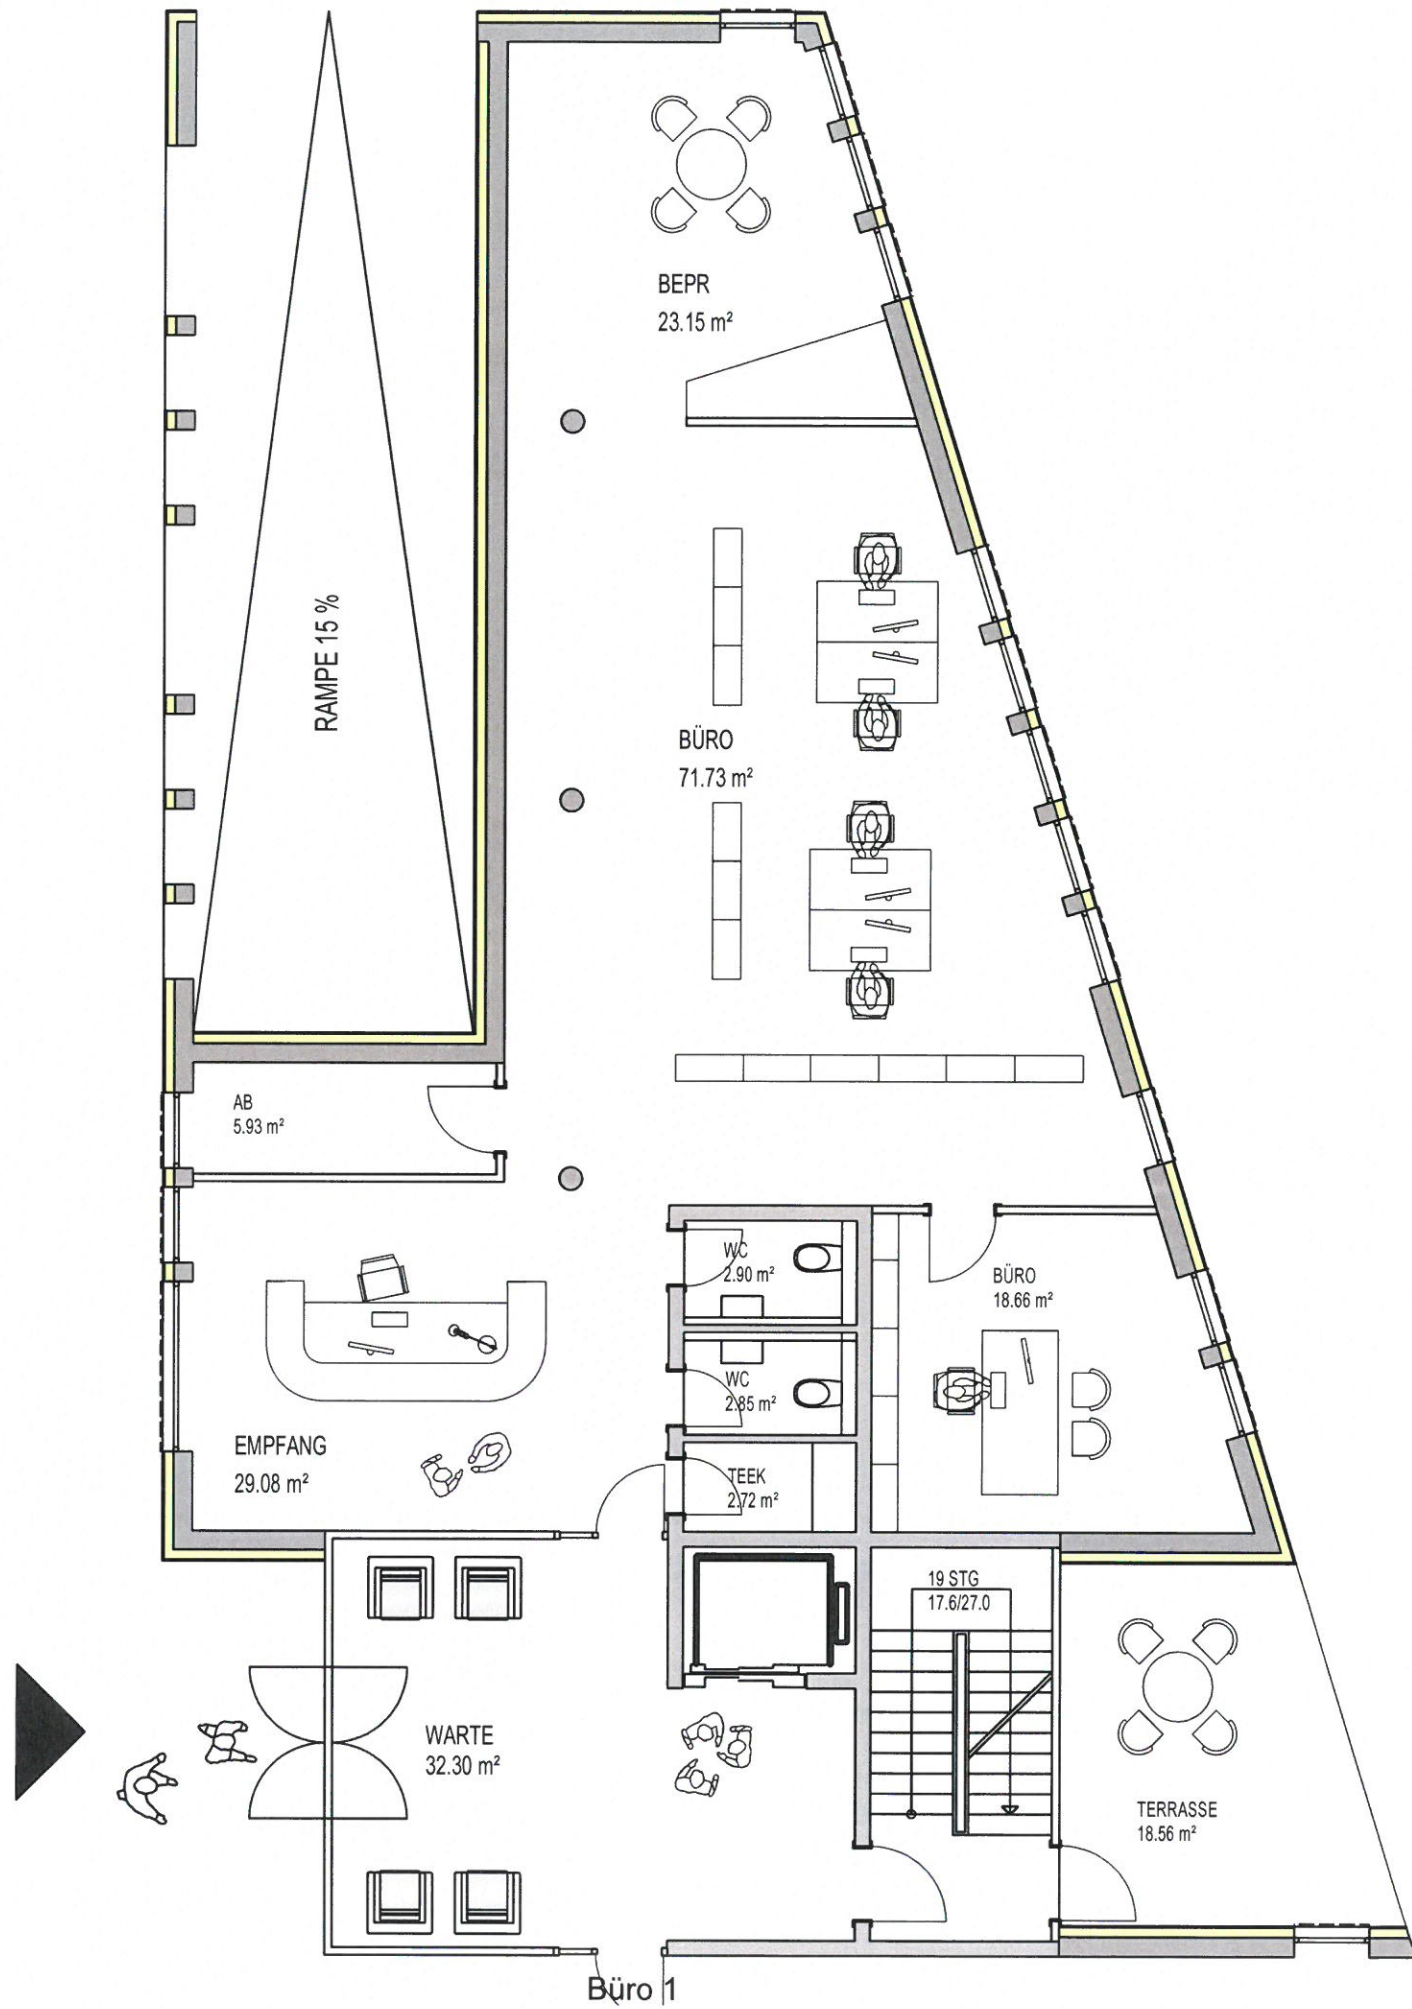 BEPR
23.15 m²
RAMPE 15 %
BÜRO
71.73 m²
AB
5.93 m²
WC
2.90 m²
BÜRO
18.66 m²
WC
2.85 m²
EMPFANG
29.08 m²
TEEK
2.72 m²
19 STG
17.6/27.0
WARTE
32.30 m²
TERRASSE
18.56 m²
Büro 1